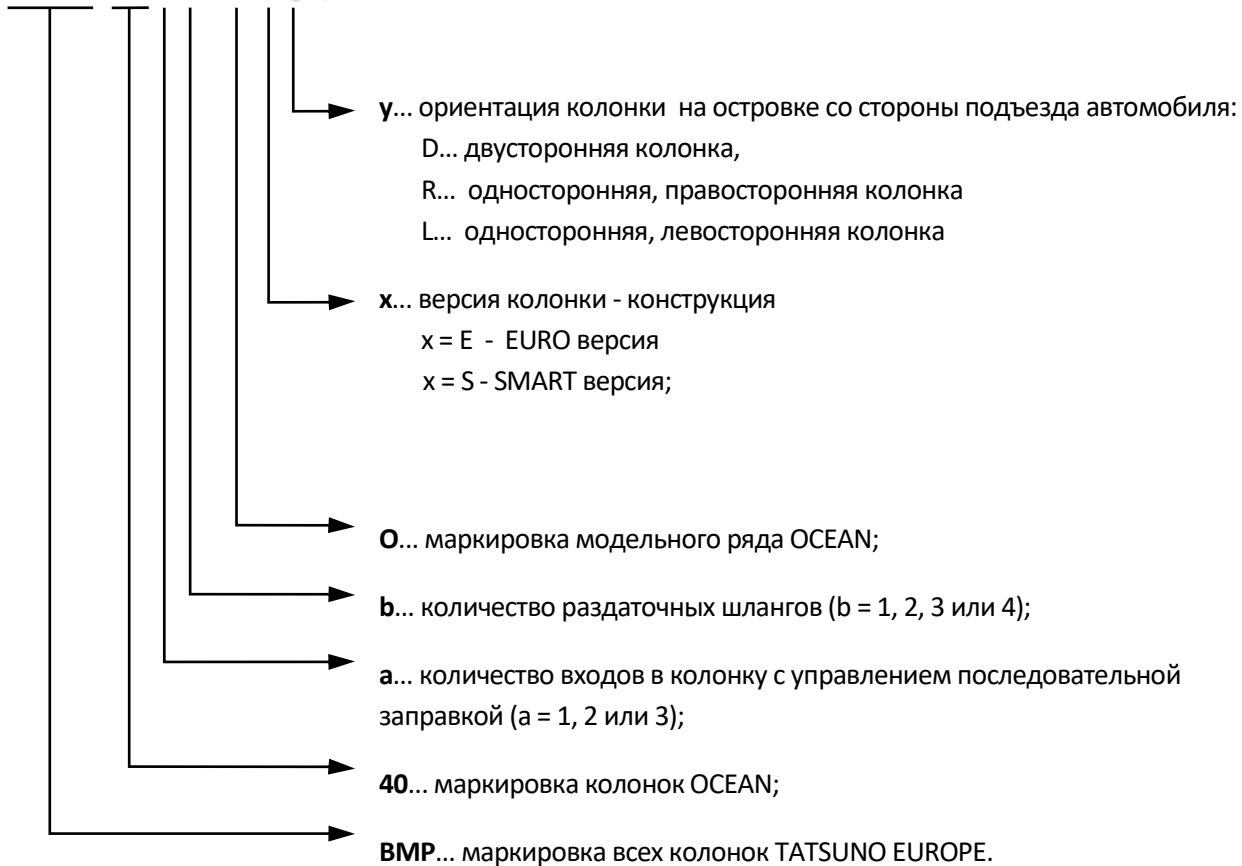 y... ориентация колонки на островке со стороны подъезда автомобиля:
D... двусторонняя колонка,
R... односторонняя, правосторонняя колонка
L... односторонняя, левосторонняя колонка
x... версия колонки - конструкция
x = E - EURO версия
x = S - SMART версия;
O... маркировка модельного ряда OCEAN;
b... количество раздаточных шлангов (b = 1, 2, 3 или 4);
a... количество входов в колонку с управлением последовательной
заправкой (a = 1, 2 или 3);
40... маркировка колонок OCEAN;
BMP... маркировка всех колонок TATSUNO EUROPE.